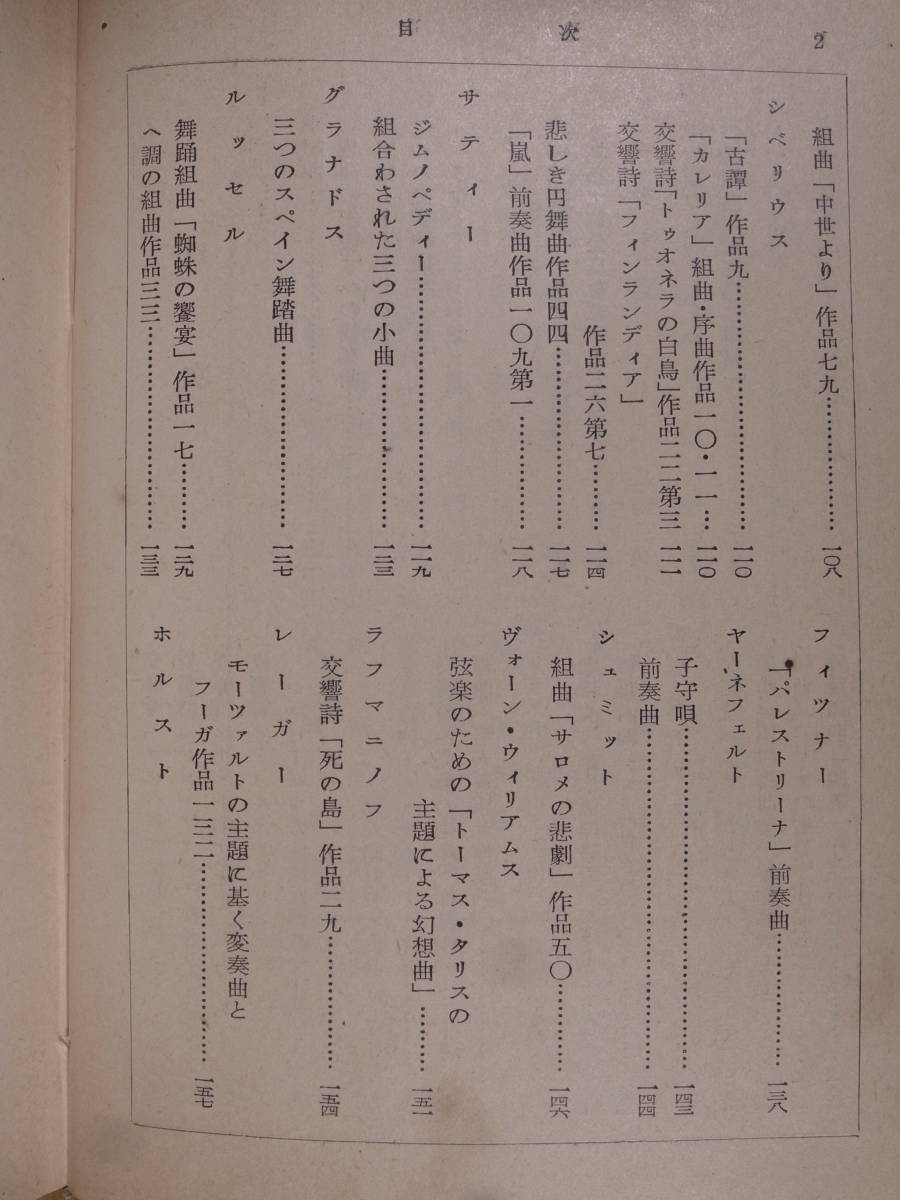 目次
2
組曲「中世より」作品七九……………… 一〇八
シベリウス
「古譚」作品九……………… 一一〇
「カレリア」組曲・序曲作品一〇・一一… 一一〇
交響詩「トゥオネラの白鳥」作品二二第三 一一一
交響詩「フィンランディア」
作品二六第七……… 一一四
悲しき円舞曲作品四四……………… 一一七
「嵐」前奏曲作品一〇九第一………… 一一八
サティー
ジムノペディー……………… 一一九
組合わされた三つの小曲……………… 一二三
グラナドス
三つのスペイン舞踏曲……………… 一二七
ルッセル
舞踊組曲「蜘蛛の饗宴」作品一七……… 一二九
ヘ調の組曲作品三三……………… 一三三
フィツナー
「パレストリーナ」前奏曲……………… 一三八
ヤーネフェルト
子守唄……………… 一四三
前奏曲……………… 一四四
シュミット
組曲「サロメの悲劇」作品五〇………… 一四六
ヴォーン・ウィリアムス
弦楽のための「トーマス・タリスの
主題による幻想曲」……… 一五一
ラフマニノフ
交響詩「死の島」作品二九……………… 一五四
レーガー
モーツァルトの主題に基く変奏曲と
フーガ作品一三二……………… 一五七
ホルスト